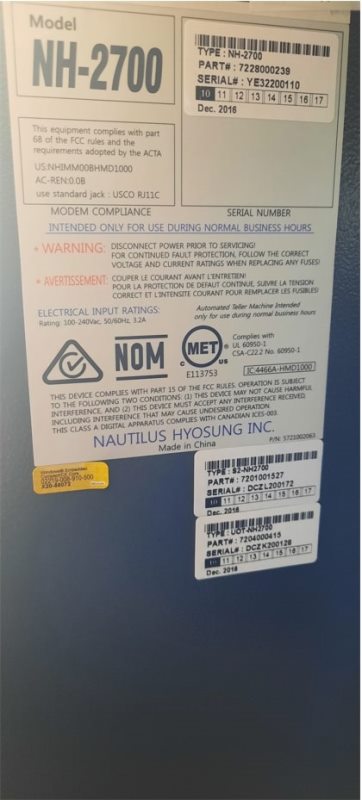 Model
NH-2700
TYPE : NH-2700
PART# : 7228000239
SERIAL# : YE32200110
10 11 12 13 14 15 16 17
Dec. 2016
This equipment complies with part
68 of the FCC rules and the
requirements adopted by the ACTA
US:NHIMM00BHMD1000
AC-REN:0.0B
use standard jack : USCO RJ11C
MODEM COMPLIANCE
SERIAL NUMBER
INTENDED ONLY FOR USE DURING NORMAL BUSINESS HOURS
* WARNING: DISCONNECT POWER PRIOR TO SERVICING!
FOR CONTINUED FAULT PROTECTION, FOLLOW THE CORRECT
VOLTAGE AND CURRENT RATINGS WHEN REPLACING ANY FUSES!
* AVERTISSEMENT: COUPER LE COURANT AVANT L'ENTRETIEN!
POUR LA PROTECTION DE DEFAUT CONTINUE, SUIVRE LA TENSION
CORRECT ET L'INTENSITE COURANT POUR REMPLACER LES FUSIBLES!
ELECTRICAL INPUT RATINGS:
Rating: 100-240Vac, 50/60Hz, 3.2A
Automated Teller Machine Intended
only for use during normal business hours
NOM
C MET US
E113753
Complies with
UL 60950-1
CSA-C22.2 No. 60950-1
IC:4466A-HMD1000
THIS DEVICE COMPLIES WITH PART 15 OF THE FCC RULES. OPERATION IS SUBJECT
TO THE FOLLOWING TWO CONDITIONS. (1) THIS DEVICE MAY NOT CAUSE HARMFUL
INTERFERENCE, AND (2) THIS DEVICE MUST ACCEPT ANY INTERFERENCE RECEIVED,
INCLUDING INTERFERENCE THAT MAY CAUSE UNDESIRED OPERATION.
THIS CLASS A DIGITAL APPARATUS COMPLIES WITH CANADIAN ICES-003.
NAUTILUS HYOSUNG INC.
Made in China
P/N: 5721002063
TYPE : S2-NH2700
PART# : 7201001527
SERIAL# : DCZL200172
10 11 12 13 14 15 16 17
Dec. 2016
Windows® Embedded
X20-48073
TYPE : UOT-NH2700
PART# : 7204000415
SERIAL# : DCZK200128
10 11 12 13 14 15 16 17
Dec. 2016